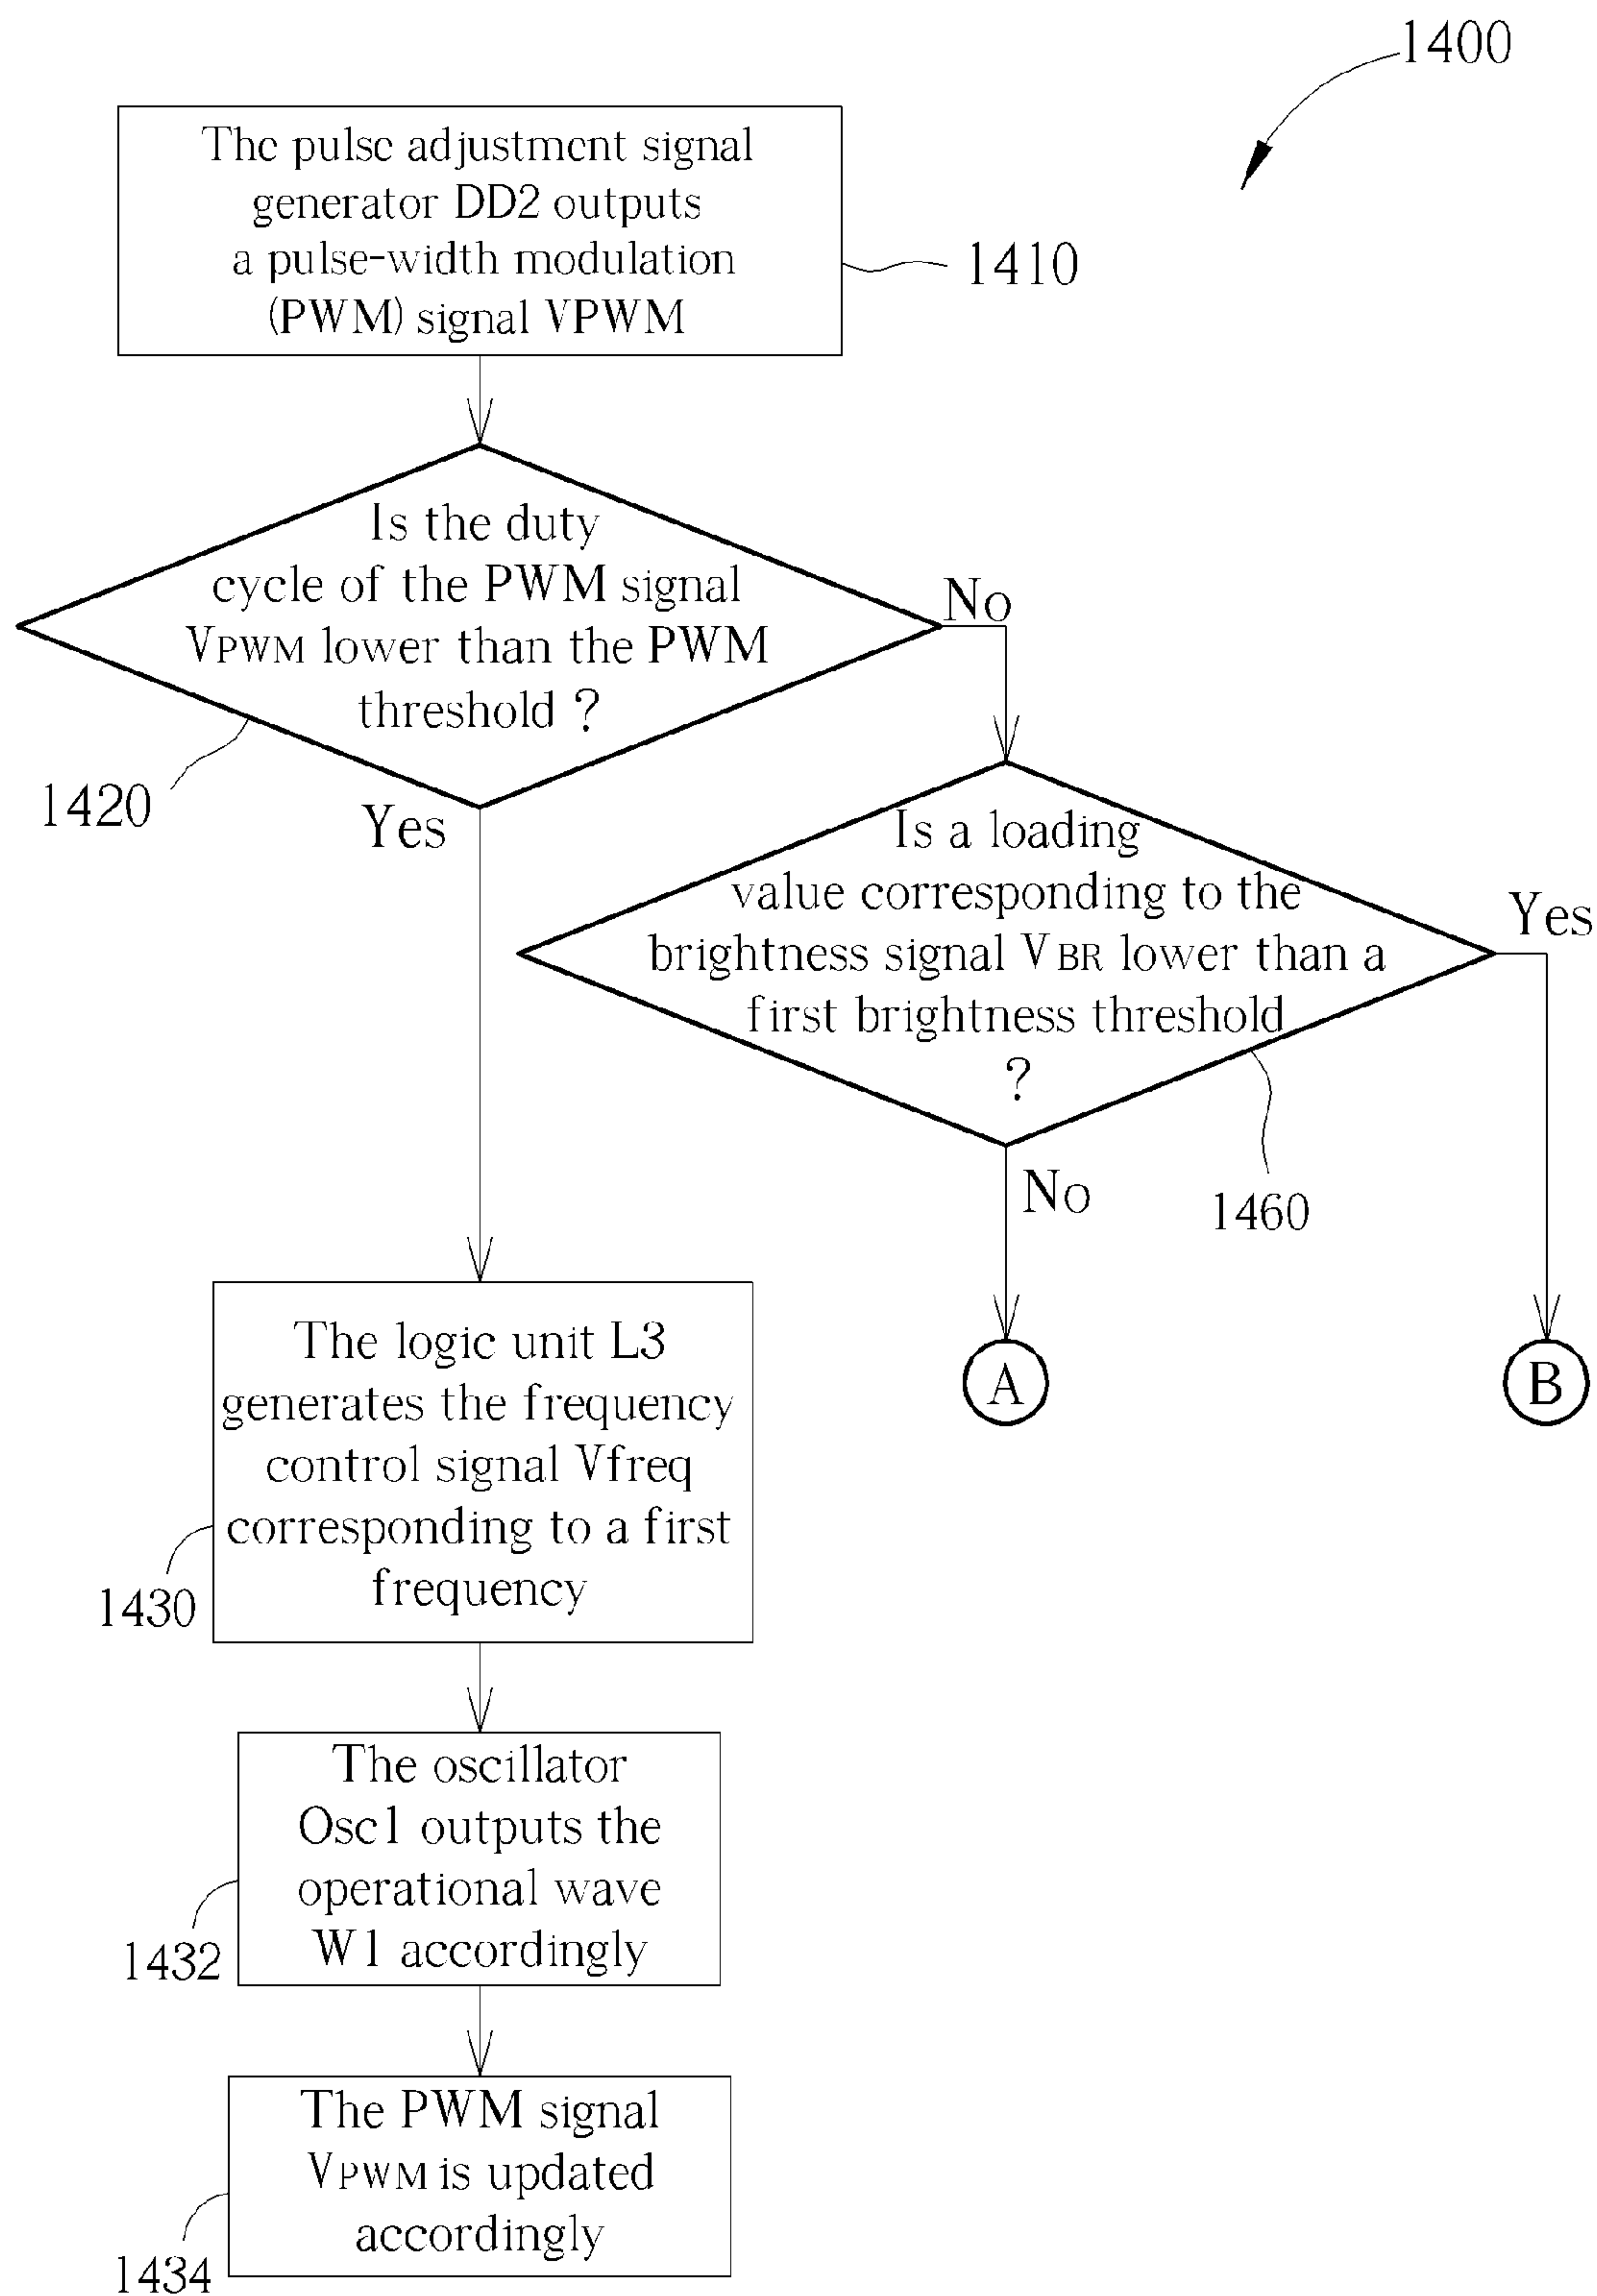 1400
The pulse adjustment signal
generator DD2 outputs
a pulse-width modulation
(PWM) signal VPWM
1410
Is the duty
cycle of the PWM signal
VPWM lower than the PWM
threshold ?
1420
No
Yes
Is a loading
value corresponding to the
brightness signal VBR lower than a
first brightness threshold
?
1460
Yes
No
A
B
The logic unit L3
generates the frequency
control signal Vfreq
corresponding to a first
frequency
1430
The oscillator
Osc1 outputs the
operational wave
W1 accordingly
1432
The PWM signal
VPWM is updated
accordingly
1434